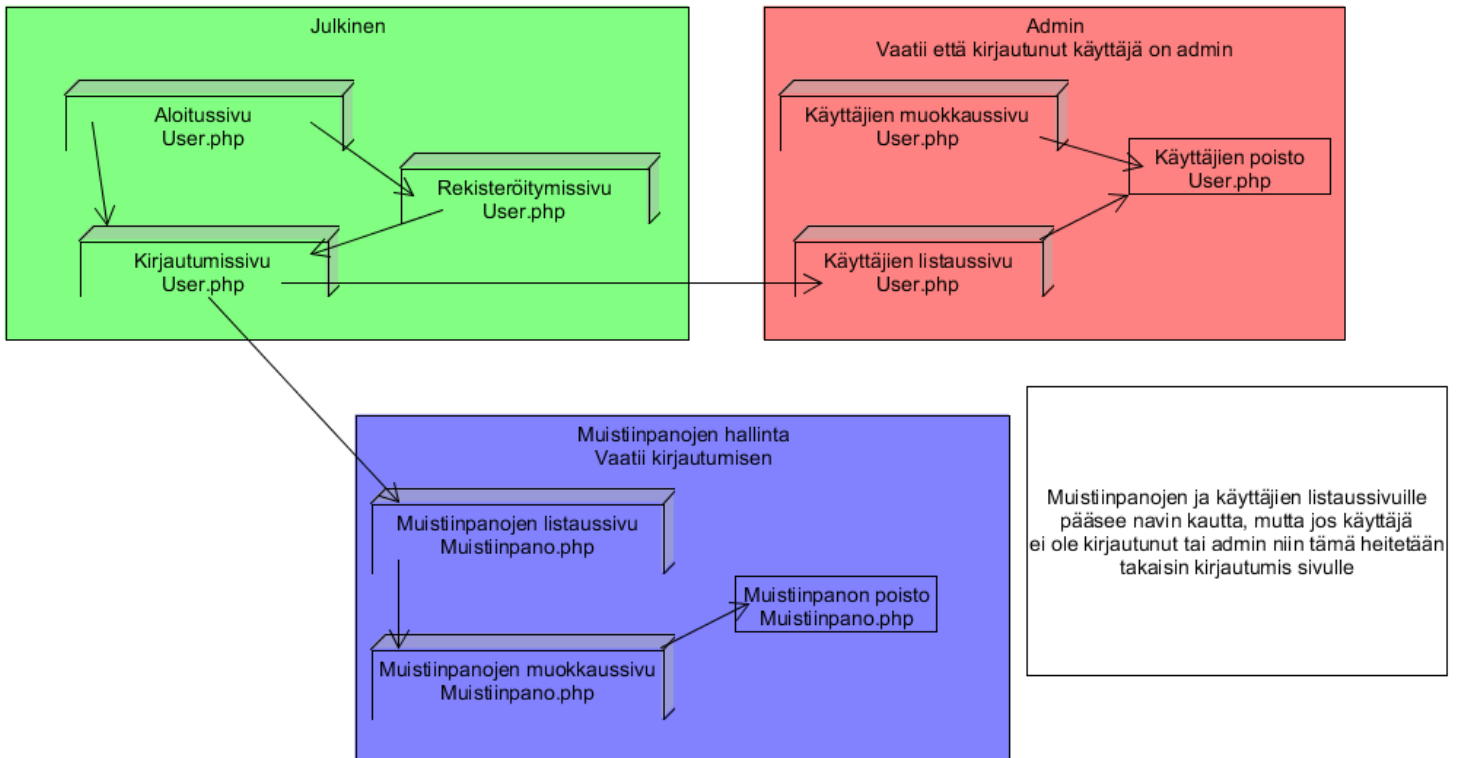 Julkinen
Aloitussivu
User.php
Rekisteröitymissivu
User.php
Kirjautumissivu
User.php
Admin
Vaatii että kirjautunut käyttäjä on admin
Käyttäjien muokkaussivu
User.php
Käyttäjien poisto
User.php
Käyttäjien listaussivu
User.php
Muistiinpanojen hallinta
Vaatii kirjautumisen
Muistiinpanojen listaussivu
Muistiinpano.php
Muistiinpanon poisto
Muistiinpano.php
Muistiinpanojen muokkaussivu
Muistiinpano.php
Muistiinpanojen ja käyttäjien listaussivuille
pääsee navin kautta, mutta jos käyttäjä
ei ole kirjautunut tai admin niin tämä heitetään
takaisin kirjautumis sivulle